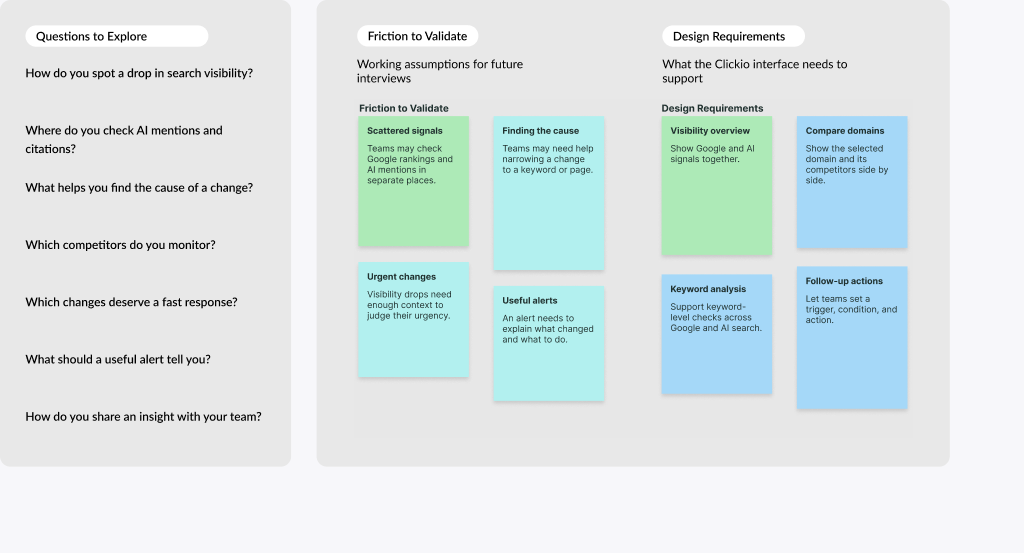 Questions to Explore
How do you spot a drop in search visibility?
Where do you check AI mentions and
citations?
What helps you find the cause of a change?
Which competitors do you monitor?
Which changes deserve a fast response?
What should a useful alert tell you?
How do you share an insight with your team?
Friction to Validate
Working assumptions for future
interviews
Friction to Validate
Scattered signals
Teams may check
Google rankings and
AI mentions in
separate places.
Finding the cause
Teams may need help
narrowing a change
to a keyword or page.
Urgent changes
Visibility drops need
enough context to
judge their urgency.
Useful alerts
An alert needs to
explain what changed
and what to do.
Design Requirements
What the Clickio interface needs to
support
Design Requirements
Visibility overview
Show Google and AI
signals together.
Compare domains
Show the selected
domain and its
competitors side by
side.
Keyword analysis
Support keyword-
level checks across
Google and AI search.
Follow-up actions
Let teams set a
trigger, condition, and
action.